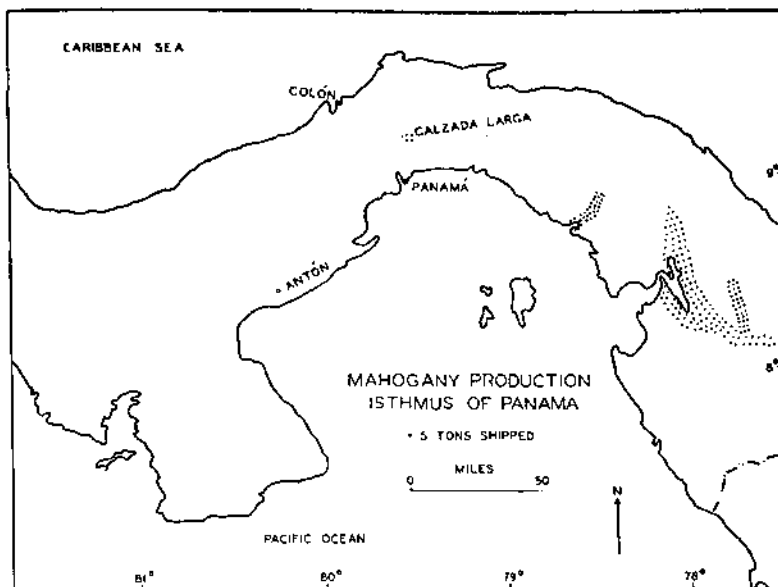 CARIBBEAN SEA
COLÓN
CALZADA LARGA
9°
PANAMÁ
ANTÓN
8°
MAHOGANY PRODUCTION
ISTHMUS OF PANAMA
• 5 TONS SHIPPED
MILES
0 50
N
PACIFIC OCEAN
81° 80 79° 78°